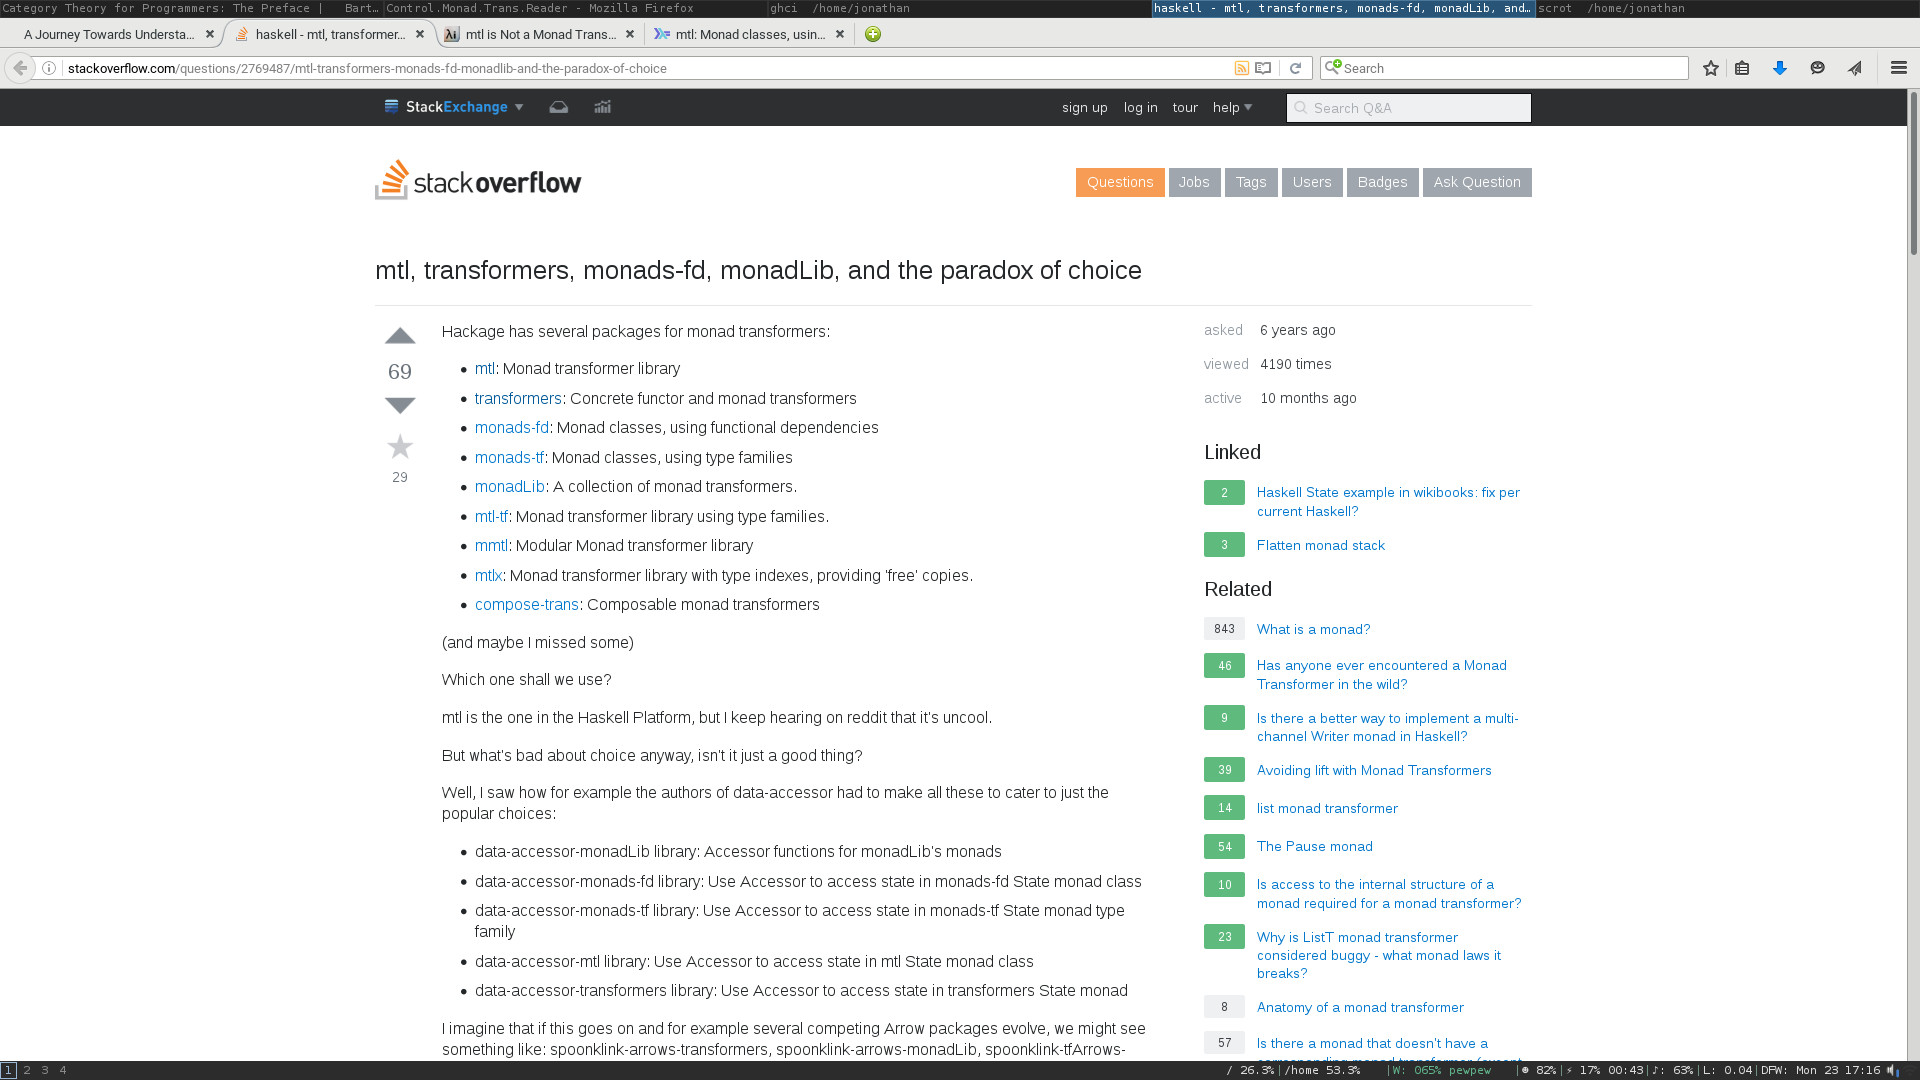 Category Theory for Programmers: The Preface |   Bart… Control.Monad.Trans.Reader - Mozilla Firefox ghci  /home/jonathan haskell - mtl, transformers, monads-fd, monadLib, and… scrot  /home/jonathan
A Journey Towards Understa… haskell - mtl, transformer… mtl is Not a Monad Trans… mtl: Monad classes, usin…
stackoverflow.com/questions/2769487/mtl-transformers-monads-fd-monadlib-and-the-paradox-of-choice Search
StackExchange sign up log in tour help Search Q&A
stackoverflow Questions Jobs Tags Users Badges Ask Question
mtl, transformers, monads-fd, monadLib, and the paradox of choice
69
29
Hackage has several packages for monad transformers:
• mtl: Monad transformer library
• transformers: Concrete functor and monad transformers
• monads-fd: Monad classes, using functional dependencies
• monads-tf: Monad classes, using type families
• monadLib: A collection of monad transformers.
• mtl-tf: Monad transformer library using type families.
• mmtl: Modular Monad transformer library
• mtlx: Monad transformer library with type indexes, providing 'free' copies.
• compose-trans: Composable monad transformers
(and maybe I missed some)
Which one shall we use?
mtl is the one in the Haskell Platform, but I keep hearing on reddit that it's uncool.
But what's bad about choice anyway, isn't it just a good thing?
Well, I saw how for example the authors of data-accessor had to make all these to cater to just the
popular choices:
• data-accessor-monadLib library: Accessor functions for monadLib's monads
• data-accessor-monads-fd library: Use Accessor to access state in monads-fd State monad class
• data-accessor-monads-tf library: Use Accessor to access state in monads-tf State monad type
family
• data-accessor-mtl library: Use Accessor to access state in mtl State monad class
• data-accessor-transformers library: Use Accessor to access state in transformers State monad
I imagine that if this goes on and for example several competing Arrow packages evolve, we might see
something like: spoonklink-arrows-transformers, spoonklink-arrows-monadLib, spoonklink-tfArrows-
asked 6 years ago
viewed 4190 times
active 10 months ago
Linked
2 Haskell State example in wikibooks: fix per
current Haskell?
3 Flatten monad stack
Related
843 What is a monad?
46 Has anyone ever encountered a Monad
Transformer in the wild?
9 Is there a better way to implement a multi-
channel Writer monad in Haskell?
39 Avoiding lift with Monad Transformers
14 list monad transformer
54 The Pause monad
10 Is access to the internal structure of a
monad required for a monad transformer?
23 Why is ListT monad transformer
considered buggy - what monad laws it
breaks?
8 Anatomy of a monad transformer
57 Is there a monad that doesn't have a
corresponding monad transformer (except
1 2 3 4 / 26.3%|/home 53.3%   |W: 065% pewpew   |☻ 82%|⚡ 17% 00:43|♪: 63%|L: 0.04|DFW: Mon 23 17:16